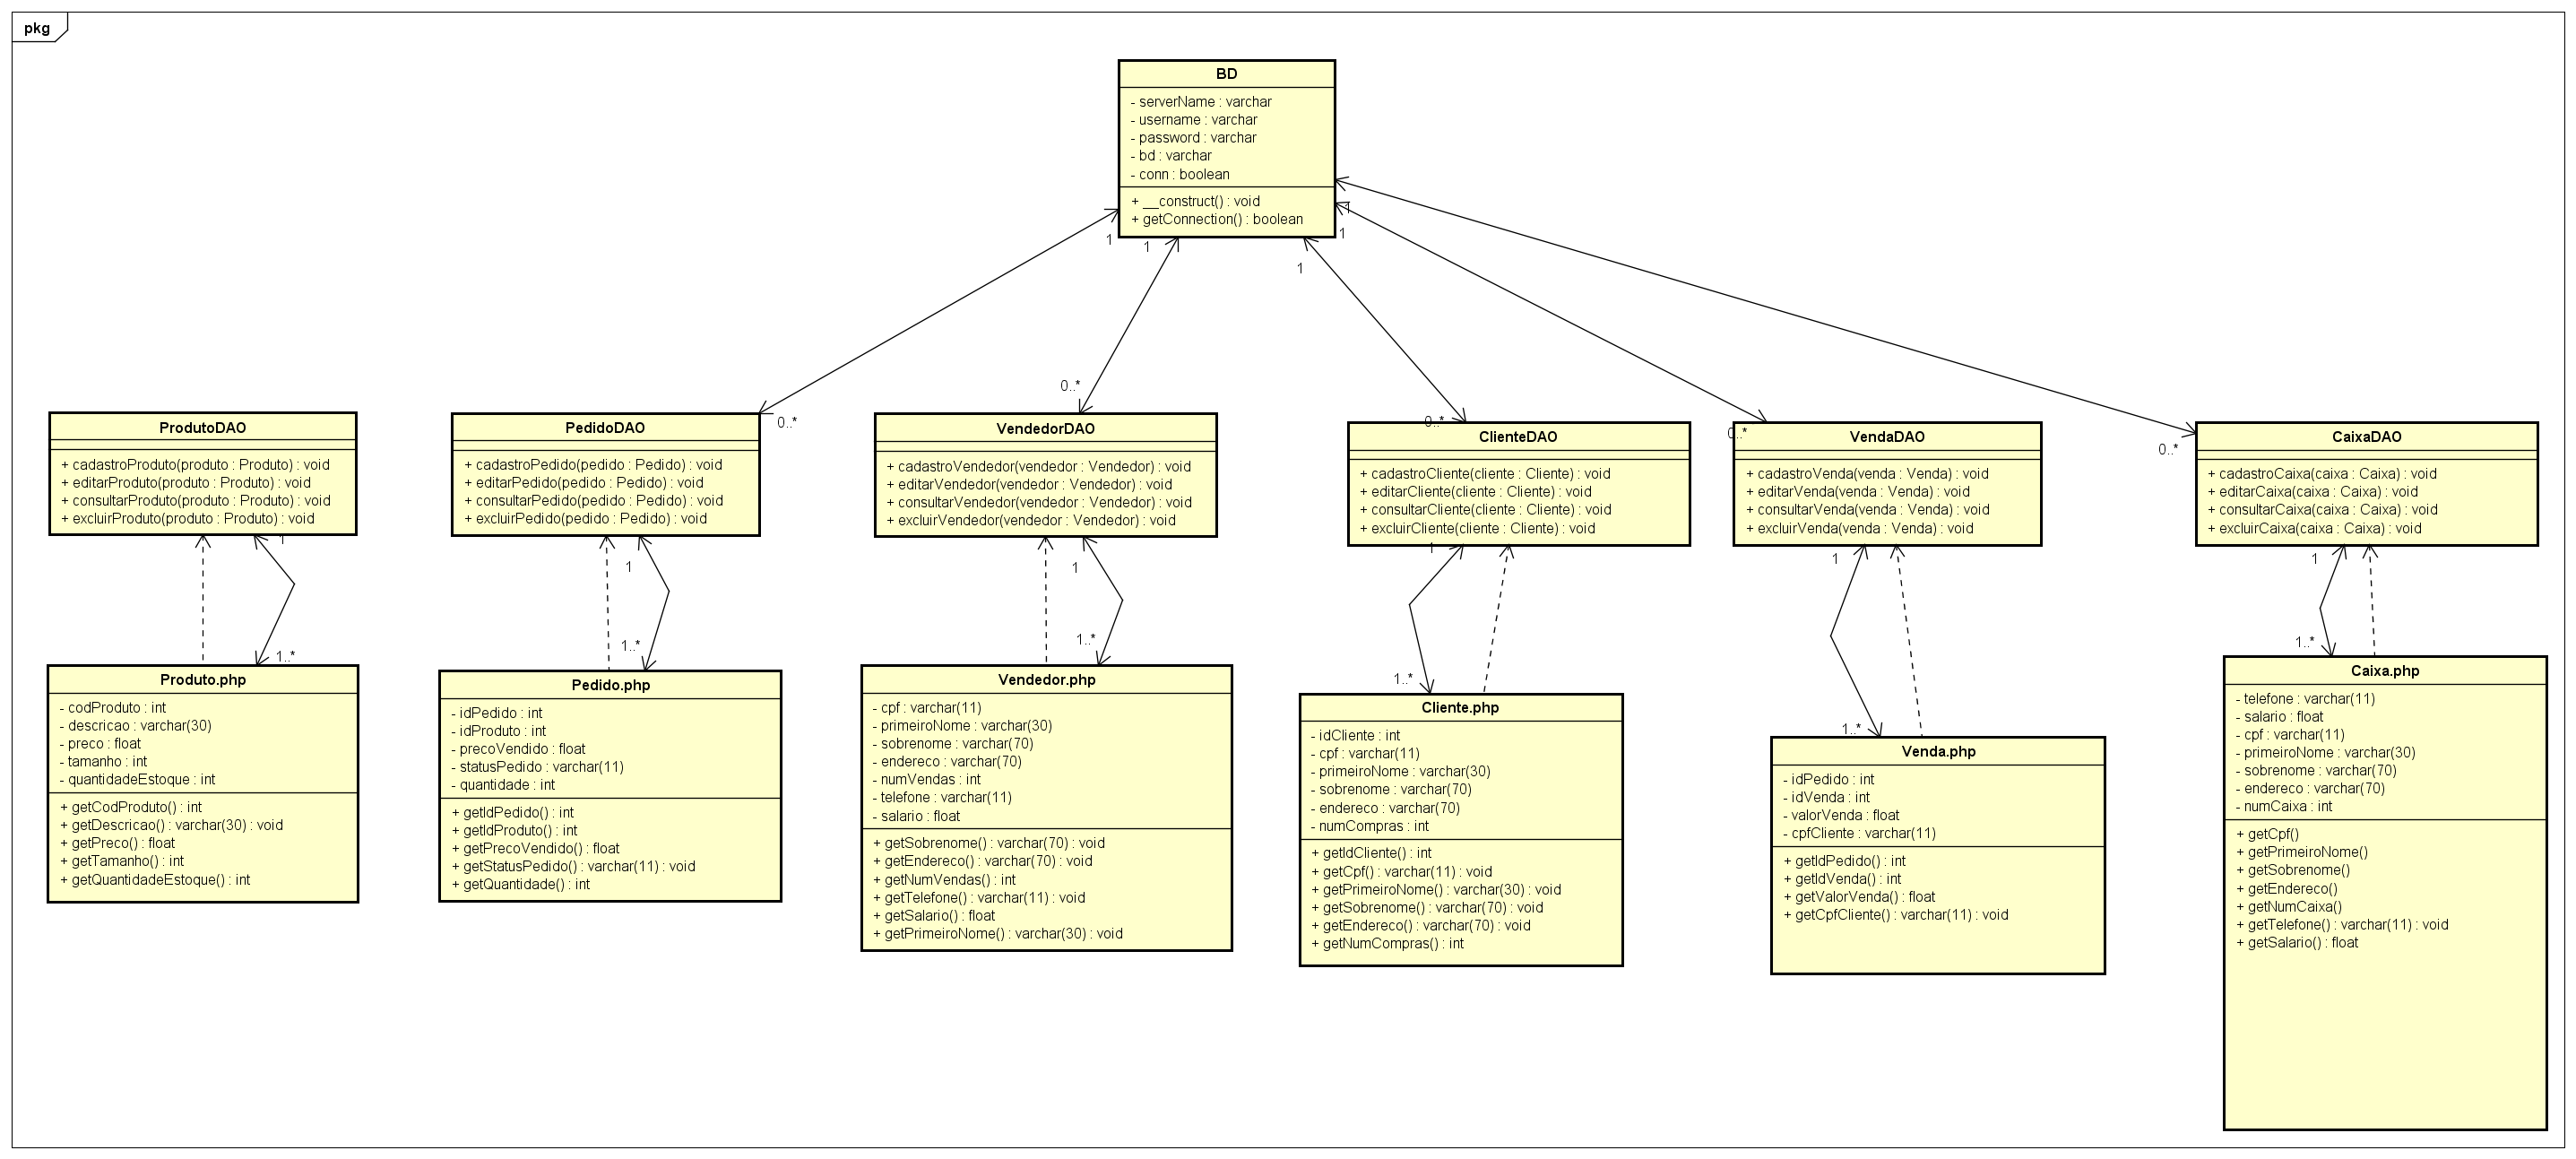 pkg
BD
- serverName : varchar
- username : varchar
- password : varchar
- bd : varchar
- conn : boolean
+ __construct() : void
+ getConnection() : boolean
1
1
1
1
1
0..*
0..*
0..*
0..*
0..*
ProdutoDAO
+ cadastroProduto(produto : Produto) : void
+ editarProduto(produto : Produto) : void
+ consultarProduto(produto : Produto) : void
+ excluirProduto(produto : Produto) : void
PedidoDAO
+ cadastroPedido(pedido : Pedido) : void
+ editarPedido(pedido : Pedido) : void
+ consultarPedido(pedido : Pedido) : void
+ excluirPedido(pedido : Pedido) : void
VendedorDAO
+ cadastroVendedor(vendedor : Vendedor) : void
+ editarVendedor(vendedor : Vendedor) : void
+ consultarVendedor(vendedor : Vendedor) : void
+ excluirVendedor(vendedor : Vendedor) : void
ClienteDAO
+ cadastroCliente(cliente : Cliente) : void
+ editarCliente(cliente : Cliente) : void
+ consultarCliente(cliente : Cliente) : void
+ excluirCliente(cliente : Cliente) : void
VendaDAO
+ cadastroVenda(venda : Venda) : void
+ editarVenda(venda : Venda) : void
+ consultarVenda(venda : Venda) : void
+ excluirVenda(venda : Venda) : void
CaixaDAO
+ cadastroCaixa(caixa : Caixa) : void
+ editarCaixa(caixa : Caixa) : void
+ consultarCaixa(caixa : Caixa) : void
+ excluirCaixa(caixa : Caixa) : void
1
1
1
1
1
1
1..*
1..*
1..*
1..*
1..*
1..*
Produto.php
- codProduto : int
- descricao : varchar(30)
- preco : float
- tamanho : int
- quantidadeEstoque : int
+ getCodProduto() : int
+ getDescricao() : varchar(30) : void
+ getPreco() : float
+ getTamanho() : int
+ getQuantidadeEstoque() : int
Pedido.php
- idPedido : int
- idProduto : int
- precoVendido : float
- statusPedido : varchar(11)
- quantidade : int
+ getIdPedido() : int
+ getIdProduto() : int
+ getPrecoVendido() : float
+ getStatusPedido() : varchar(11) : void
+ getQuantidade() : int
Vendedor.php
- cpf : varchar(11)
- primeiroNome : varchar(30)
- sobrenome : varchar(70)
- endereco : varchar(70)
- numVendas : int
- telefone : varchar(11)
- salario : float
+ getSobrenome() : varchar(70) : void
+ getEndereco() : varchar(70) : void
+ getNumVendas() : int
+ getTelefone() : varchar(11) : void
+ getSalario() : float
+ getPrimeiroNome() : varchar(30) : void
Cliente.php
- idCliente : int
- cpf : varchar(11)
- primeiroNome : varchar(30)
- sobrenome : varchar(70)
- endereco : varchar(70)
- numCompras : int
+ getIdCliente() : int
+ getCpf() : varchar(11) : void
+ getPrimeiroNome() : varchar(30) : void
+ getSobrenome() : varchar(70) : void
+ getEndereco() : varchar(70) : void
+ getNumCompras() : int
Venda.php
- idPedido : int
- idVenda : int
- valorVenda : float
- cpfCliente : varchar(11)
+ getIdPedido() : int
+ getIdVenda() : int
+ getValorVenda() : float
+ getCpfCliente() : varchar(11) : void
Caixa.php
- telefone : varchar(11)
- salario : float
- cpf : varchar(11)
- primeiroNome : varchar(30)
- sobrenome : varchar(70)
- endereco : varchar(70)
- numCaixa : int
+ getCpf()
+ getPrimeiroNome()
+ getSobrenome()
+ getEndereco()
+ getNumCaixa()
+ getTelefone() : varchar(11) : void
+ getSalario() : float